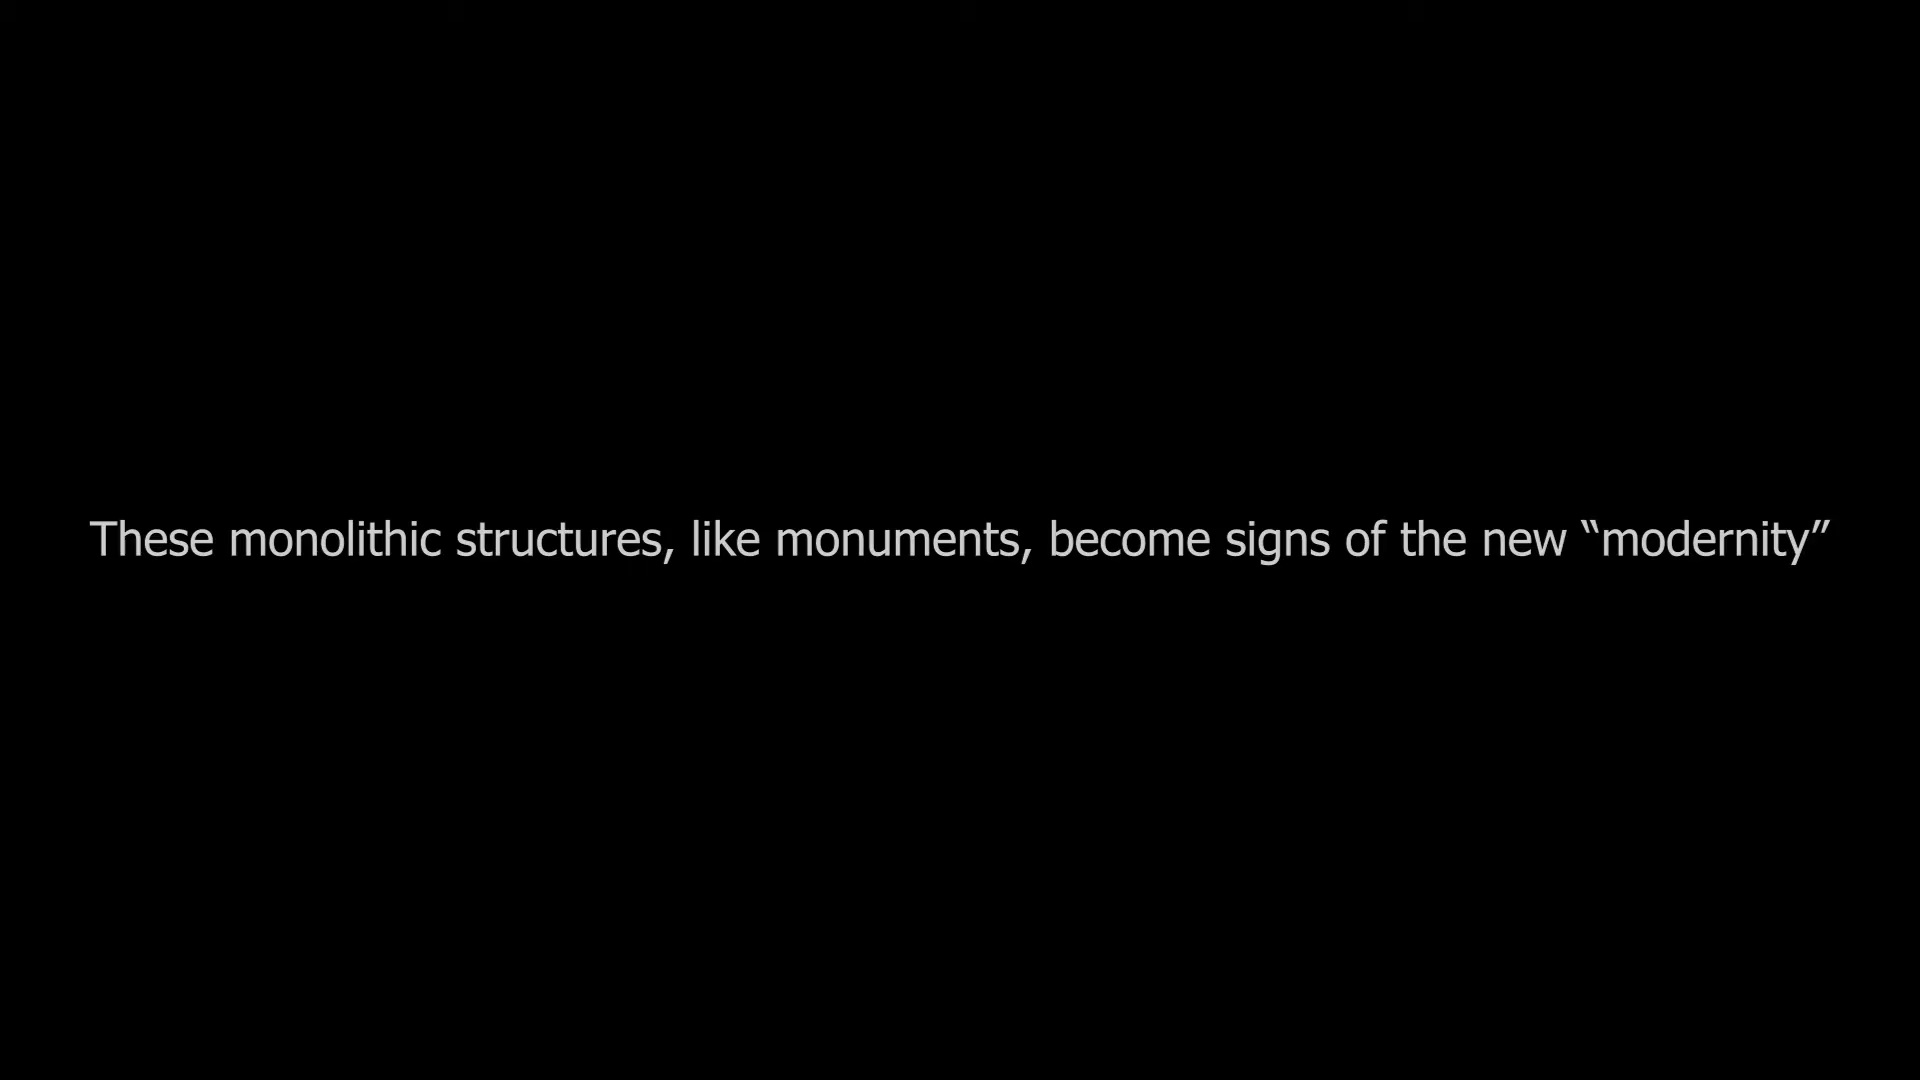 These monolithic structures, like monuments, become signs of the new “modernity”